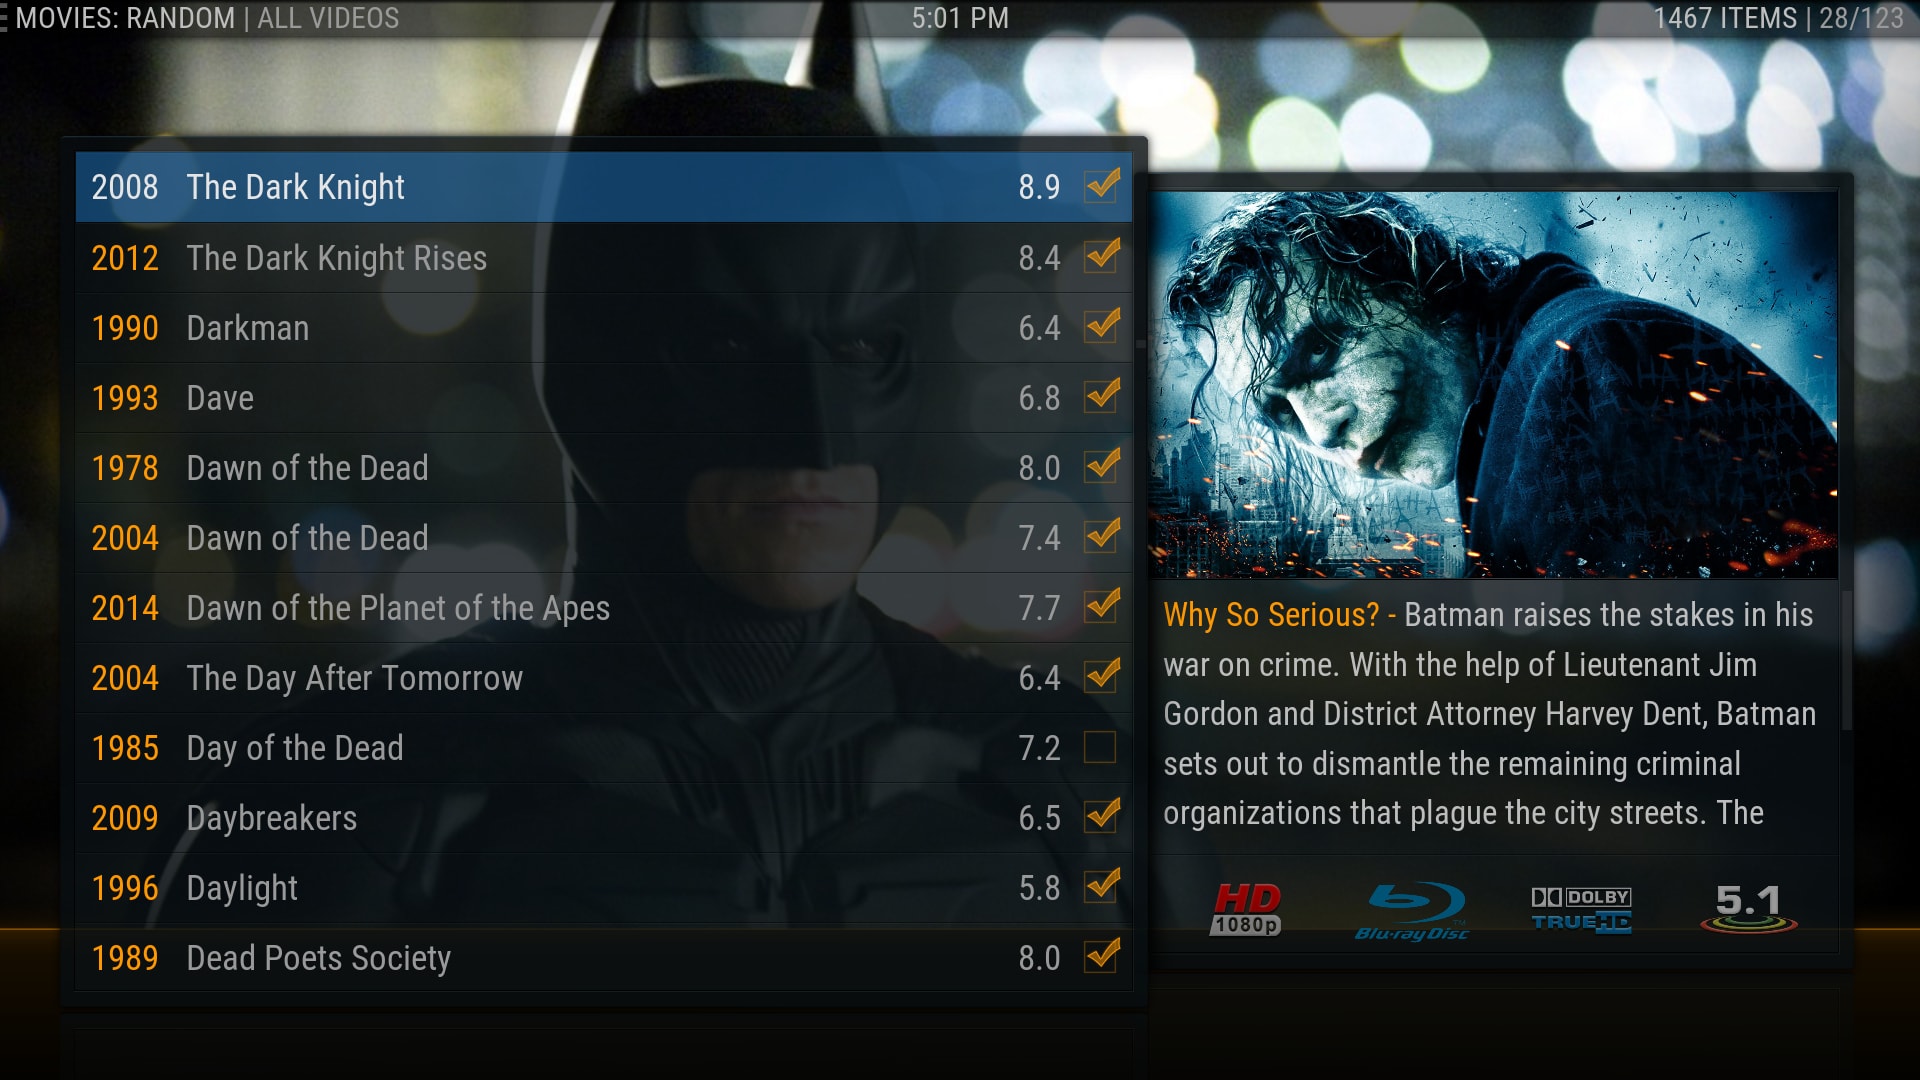 MOVIES: RANDOM | ALL VIDEOS
5:01 PM
1467 ITEMS | 28/123
2008 The Dark Knight 8.9
2012 The Dark Knight Rises 8.4
1990 Darkman 6.4
1993 Dave 6.8
1978 Dawn of the Dead 8.0
2004 Dawn of the Dead 7.4
2014 Dawn of the Planet of the Apes 7.7
2004 The Day After Tomorrow 6.4
1985 Day of the Dead 7.2
2009 Daybreakers 6.5
1996 Daylight 5.8
1989 Dead Poets Society 8.0
Why So Serious? - Batman raises the stakes in his
war on crime. With the help of Lieutenant Jim
Gordon and District Attorney Harvey Dent, Batman
sets out to dismantle the remaining criminal
organizations that plague the city streets. The
HD
1080p
Blu-ray Disc
DOLBY
TRUEHD
5.1